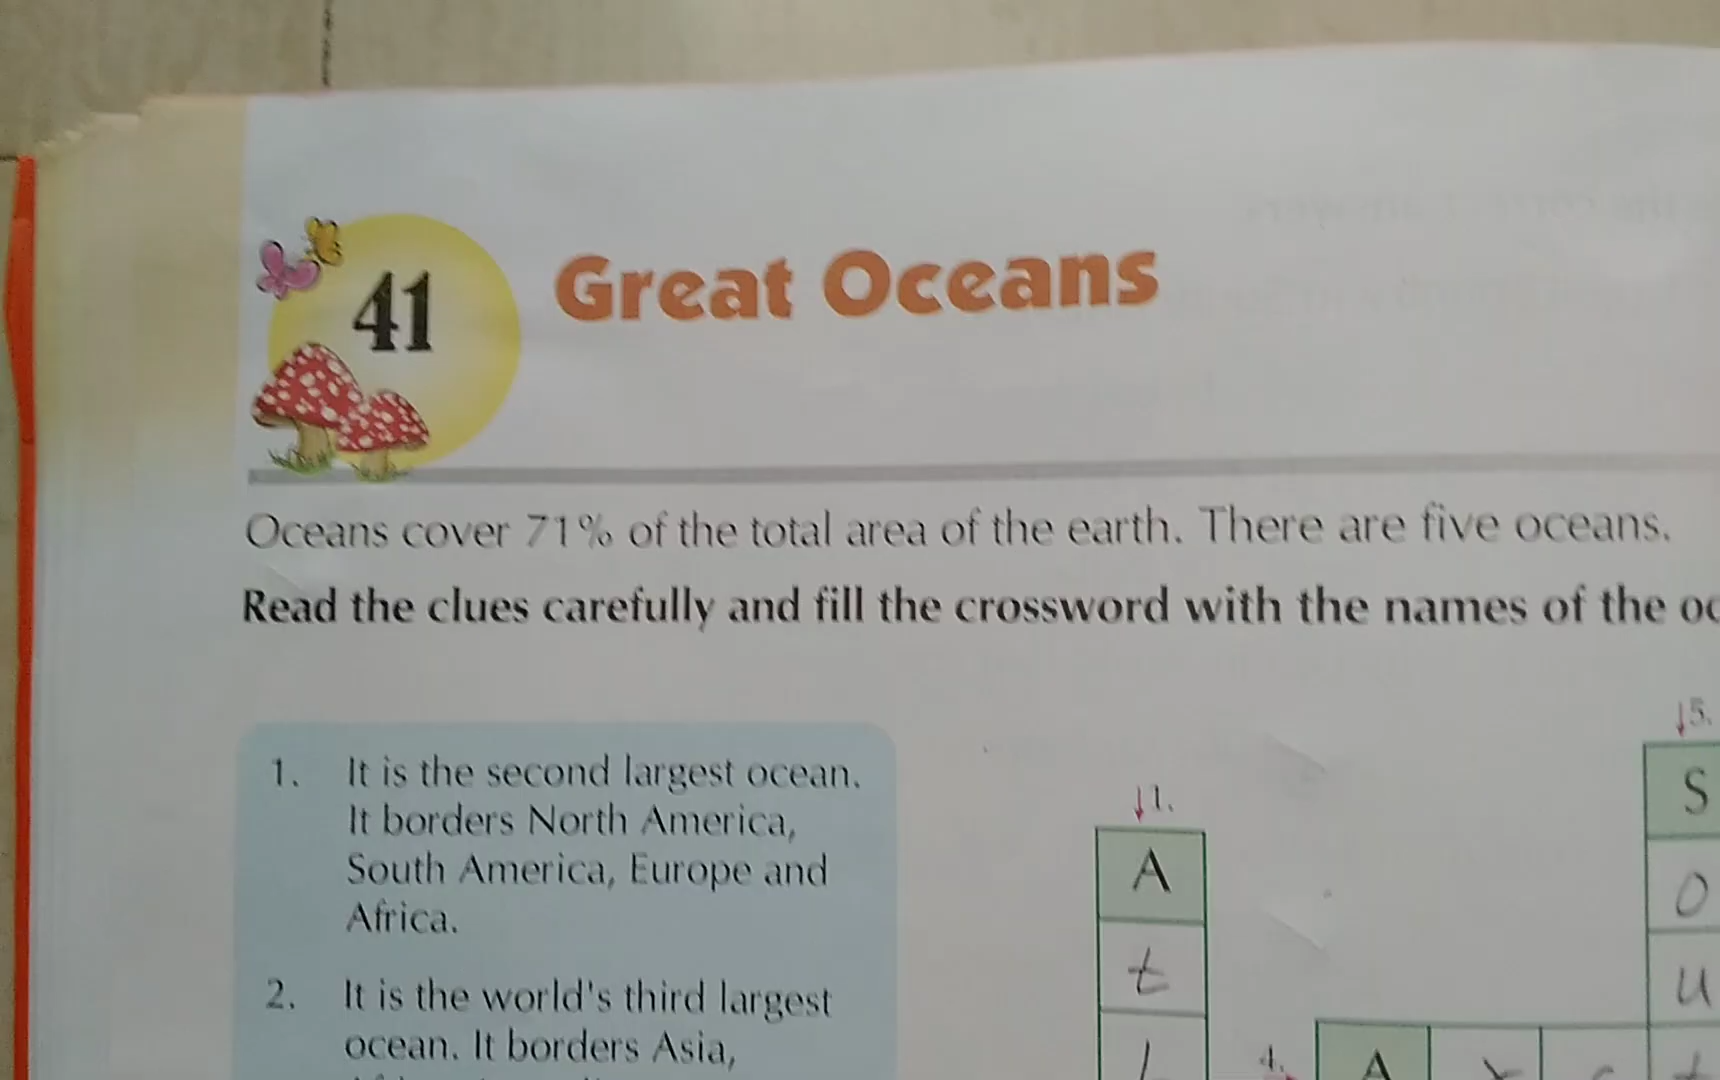 41
Great Oceans
Oceans cover 71% of the total area of the earth. There are five oceans.
Read the clues carefully and fill the crossword with the names of the oc
↓5.
1. It is the second largest ocean.
It borders North America,
South America, Europe and
Africa.
↓1.
S
A
o
t
u
2. It is the world's third largest
ocean. It borders Asia,
l
4.
A r c t